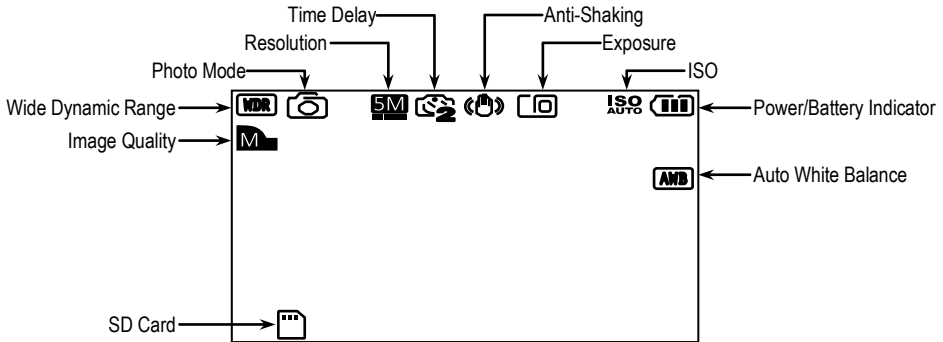 Time Delay
Anti-Shaking
Resolution
Exposure
Photo Mode
ISO
Wide Dynamic Range
WDR
5M
2
ISO
AUTO
Power/Battery Indicator
Image Quality
M
AWB
Auto White Balance
SD Card